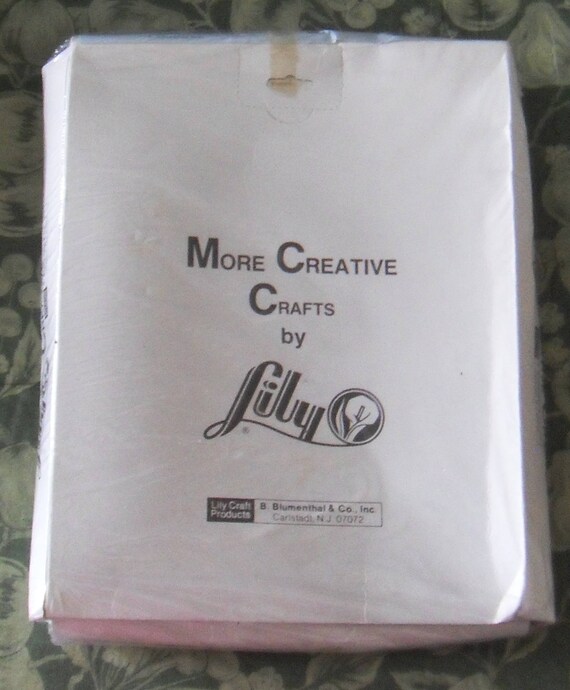 More Creative
Crafts
by
Lily®
Lily Craft
Products
B. Blumenthal & Co., Inc.
Carlstadt, N.J. 07072